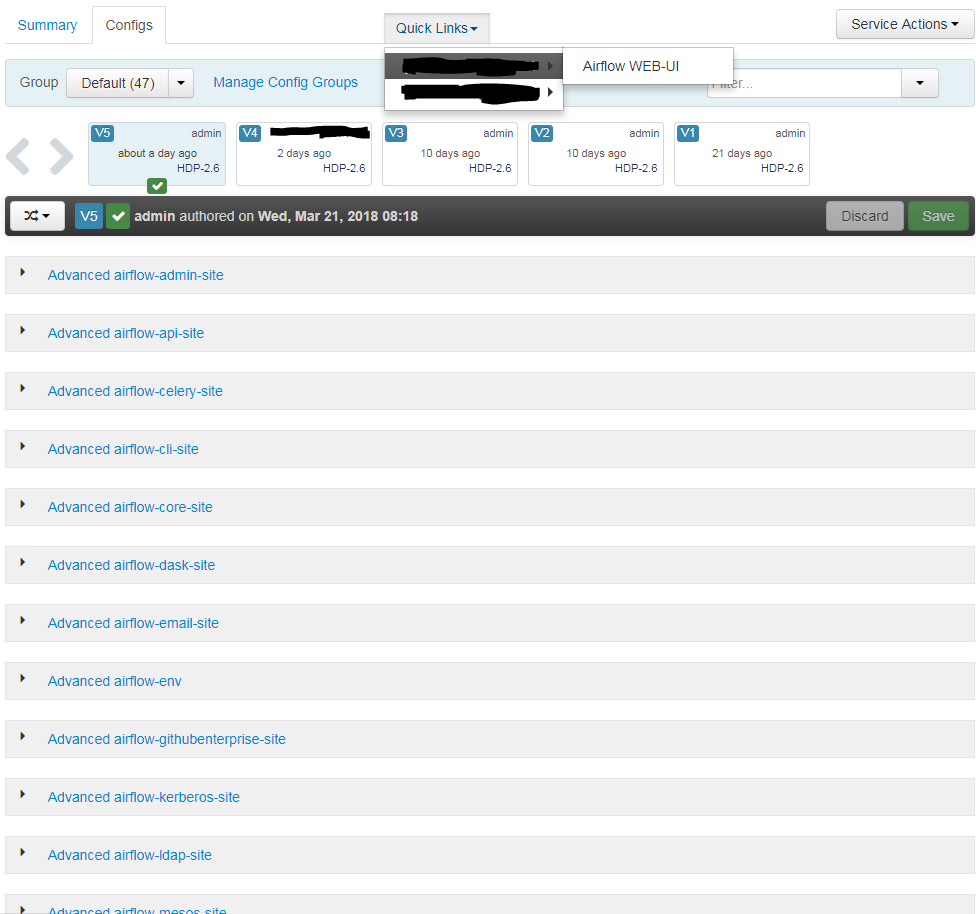 Summary
Configs
Quick Links
Service Actions
Airflow WEB-UI
Group
Default (47)
Manage Config Groups
V5 admin
about a day ago
HDP-2.6
V4
2 days ago
HDP-2.6
V3 admin
10 days ago
HDP-2.6
V2 admin
10 days ago
HDP-2.6
V1 admin
21 days ago
HDP-2.6
V5 admin authored on Wed, Mar 21, 2018 08:18
Discard
Save
Advanced airflow-admin-site
Advanced airflow-api-site
Advanced airflow-celery-site
Advanced airflow-cli-site
Advanced airflow-core-site
Advanced airflow-dask-site
Advanced airflow-email-site
Advanced airflow-env
Advanced airflow-githubenterprise-site
Advanced airflow-kerberos-site
Advanced airflow-ldap-site
Advanced airflow-mesos-site